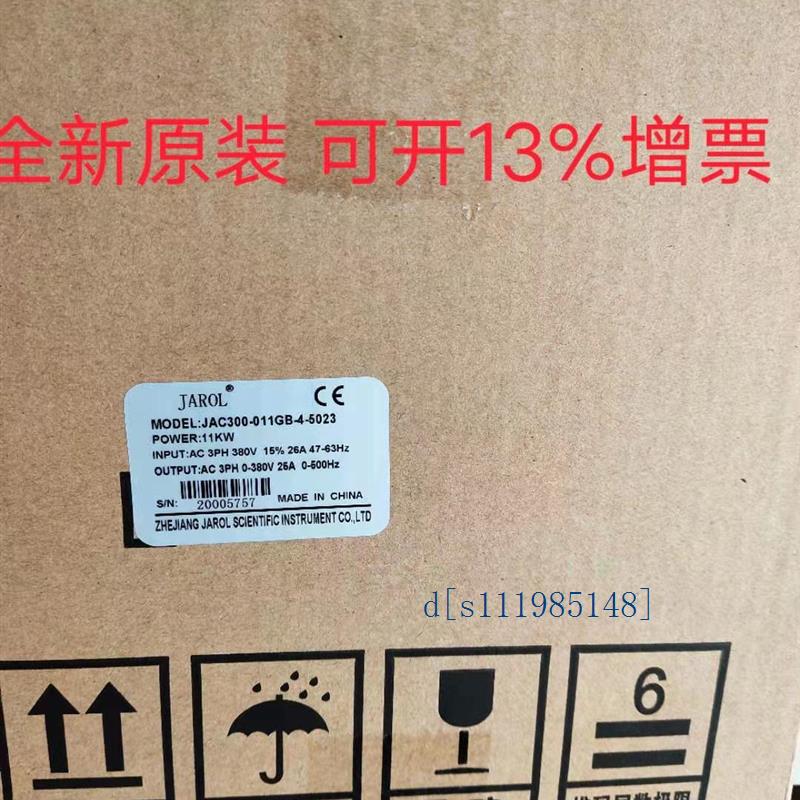 全新原装 可开13%增票
JAROL® CE
MODEL:JAC300-011GB-4-5023
POWER:11KW
INPUT:AC 3PH 380V 15% 26A 47-63Hz
OUTPUT:AC 3PH 0-380V 25A 0-500Hz
S/N: 20005757 MADE IN CHINA
ZHEJIANG JAROL SCIENTIFIC INSTRUMENT CO.,LTD
d[s111985148]
6